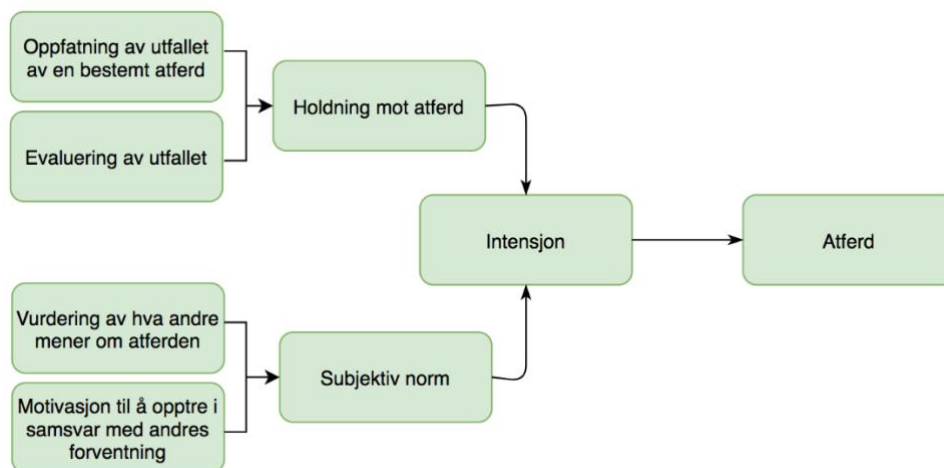 Oppfatning av utfallet
av en bestemt atferd
Evaluering av utfallet
Holdning mot atferd
Intensjon
Atferd
Vurdering av hva andre
mener om atferden
Motivasjon til å opptre i
samsvar med andres
forventning
Subjektiv norm